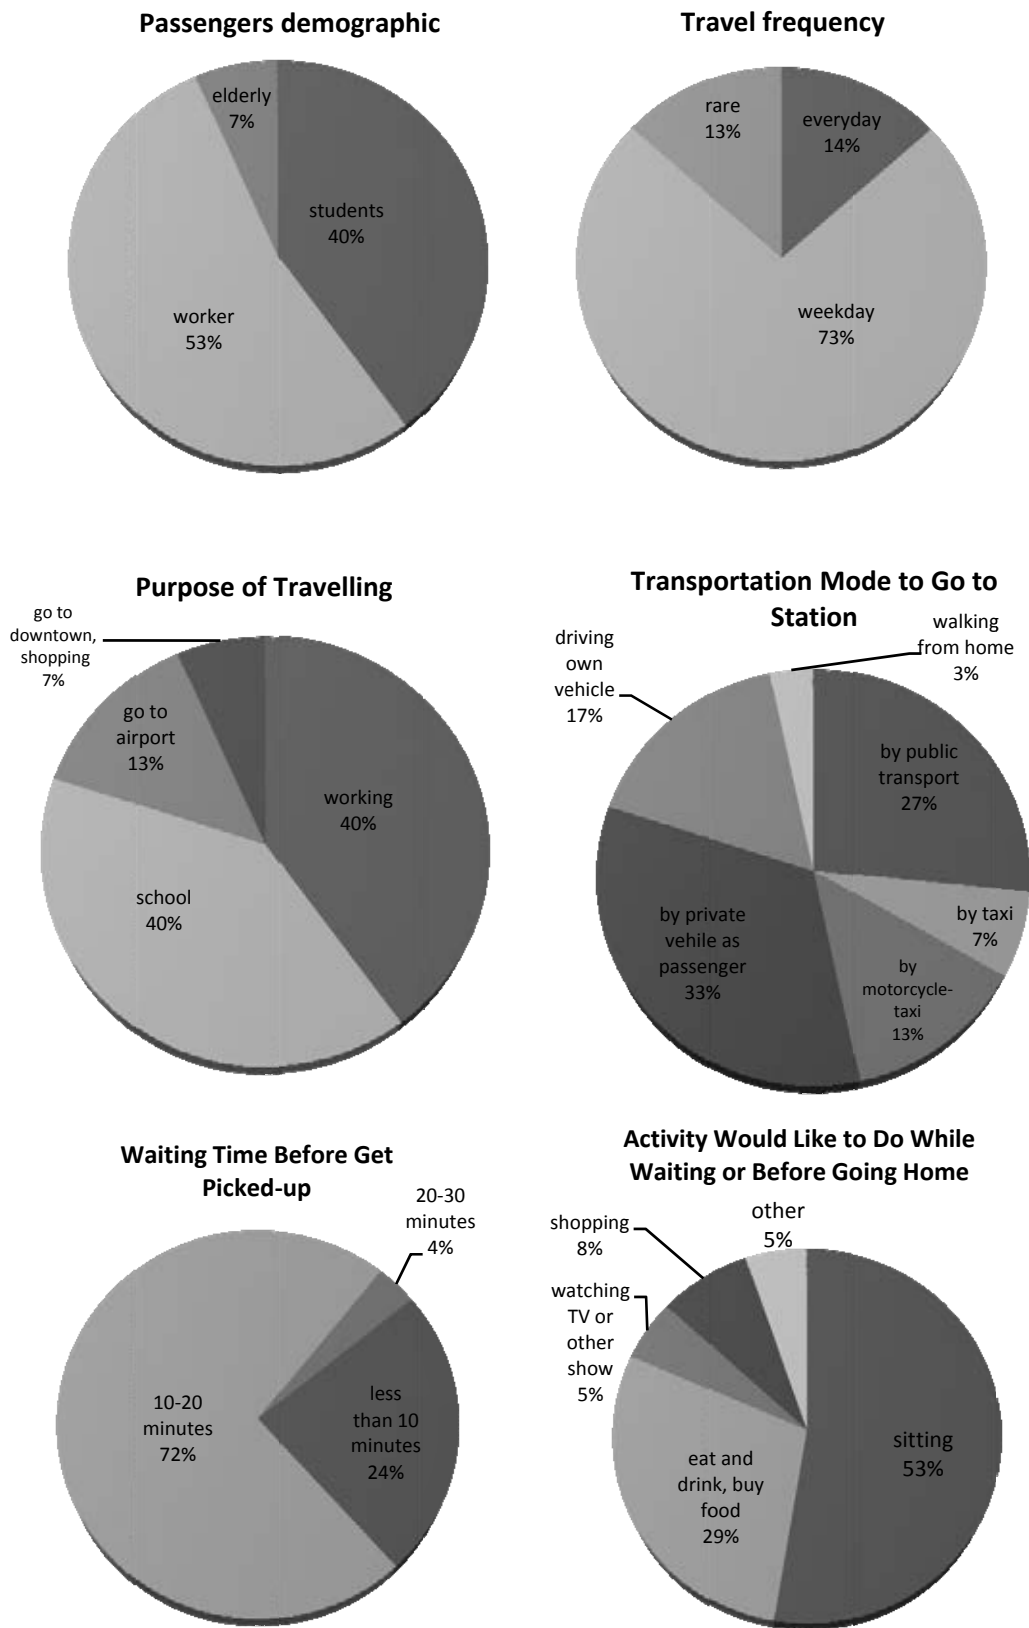 Passengers demographic
elderly
7%
students
40%
worker
53%
Travel frequency
rare
13%
everyday
14%
weekday
73%
Purpose of Travelling
go to
downtown,
shopping
7%
go to
airport
13%
working
40%
school
40%
Transportation Mode to Go to
Station
driving
own
vehicle
17%
walking
from home
3%
by public
transport
27%
by taxi
7%
by
motorcycle-
taxi
13%
by private
vehile as
passenger
33%
Waiting Time Before Get
Picked-up
20-30
minutes
4%
10-20
minutes
72%
less
than 10
minutes
24%
Activity Would Like to Do While
Waiting or Before Going Home
other
5%
shopping
8%
watching
TV or
other
show
5%
sitting
53%
eat and
drink, buy
food
29%